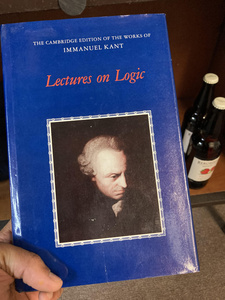 THE CAMBRIDGE EDITION OF THE WORKS OF
IMMANUEL KANT
Lectures on Logic